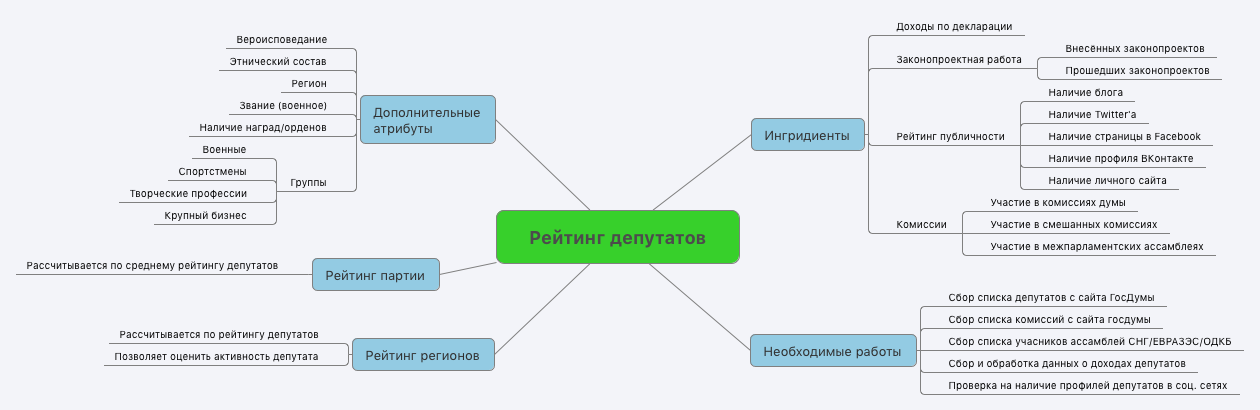 Рейтинг депутатов
Дополнительные
атрибуты
Вероисповедание
Этнический состав
Регион
Звание (военное)
Наличие наград/орденов
Группы
Военные
Спортстмены
Творческие профессии
Крупный бизнес
Рейтинг партии
Рассчитывается по среднему рейтингу депутатов
Рейтинг регионов
Рассчитывается по рейтингу депутатов
Позволяет оценить активность депутата
Ингридиенты
Доходы по декларации
Законопроектная работа
Внесённых законопроектов
Прошедших законопроектов
Рейтинг публичности
Наличие блога
Наличие Twitter'а
Наличие страницы в Facebook
Наличие профиля ВКонтакте
Наличие личного сайта
Комиссии
Участие в комиссиях думы
Участие в смешанных комиссиях
Участие в межпарламентских ассамблеях
Необходимые работы
Сбор списка депутатов с сайта ГосДумы
Сбор списка комиссий с сайта госдумы
Сбор списка учасников ассамблей СНГ/ЕВРАЗЭС/ОДКБ
Сбор и обработка данных о доходах депутатов
Проверка на наличие профилей депутатов в соц. сетях